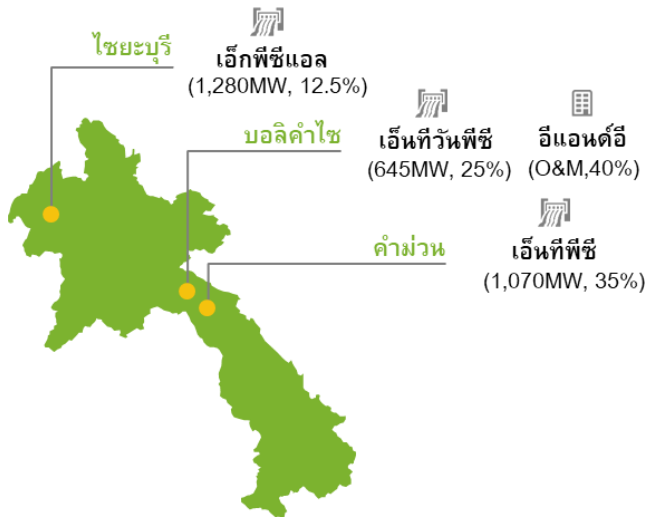 ไซยะบุรี
เอ็กพีซีแอล
(1,280MW, 12.5%)
บอลิคำไซ
เอ็นทีวันพีซี
(645MW, 25%)
อีแอนด์อี
(O&M,40%)
คำม่วน
เอ็นทีพีซี
(1,070MW, 35%)